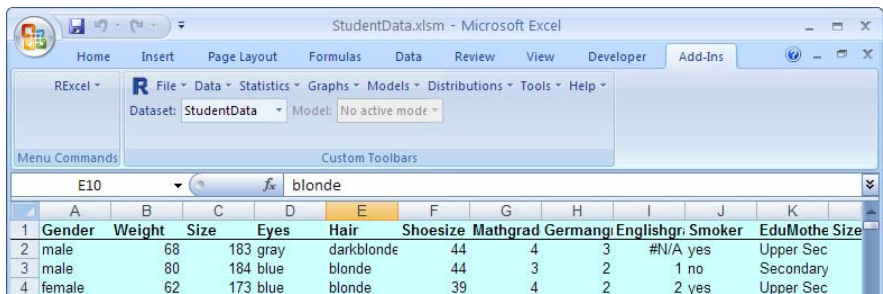 StudentData.xlsm - Microsoft Excel
Home Insert Page Layout Formulas Data Review View Developer Add-Ins
RExcel R File Data Statistics Graphs Models Distributions Tools Help
Dataset: StudentData Model: No active mode
Menu Commands Custom Toolbars
E10 fx blonde
A B C D E F G H I J K
1 Gender Weight Size Eyes Hair Shoesize Mathgrad Germangr Englishgra Smoker EduMothe Size
2 male 68 183 gray darkblonde 44 4 3 #N/A yes Upper Sec
3 male 80 184 blue blonde 44 3 2 1 no Secondary
4 female 62 173 blue blonde 39 4 2 2 yes Upper Sec